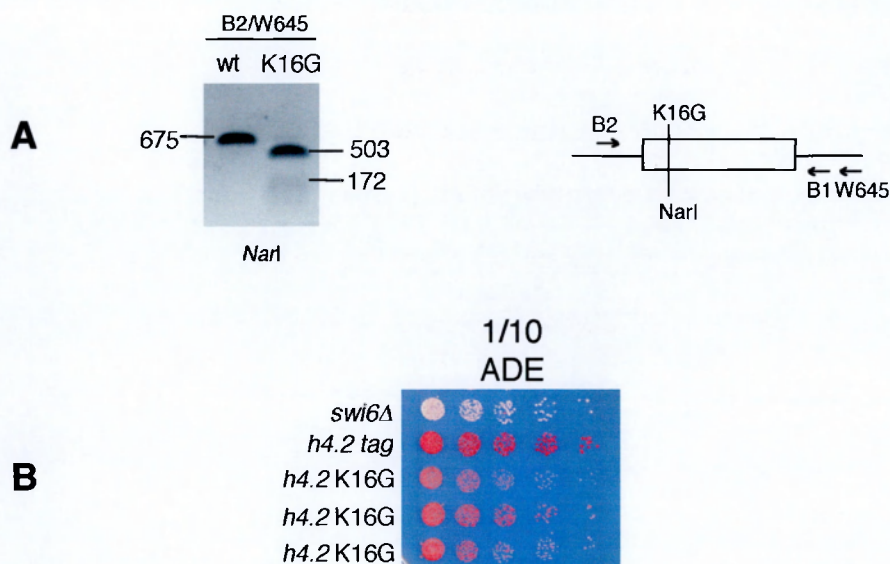 A
B2/W645
wt K16G
675
503
172
NarI
K16G
B2
B1 W645
NarI
B
1/10
ADE
swi6Δ
h4.2 tag
h4.2 K16G
h4.2 K16G
h4.2 K16G